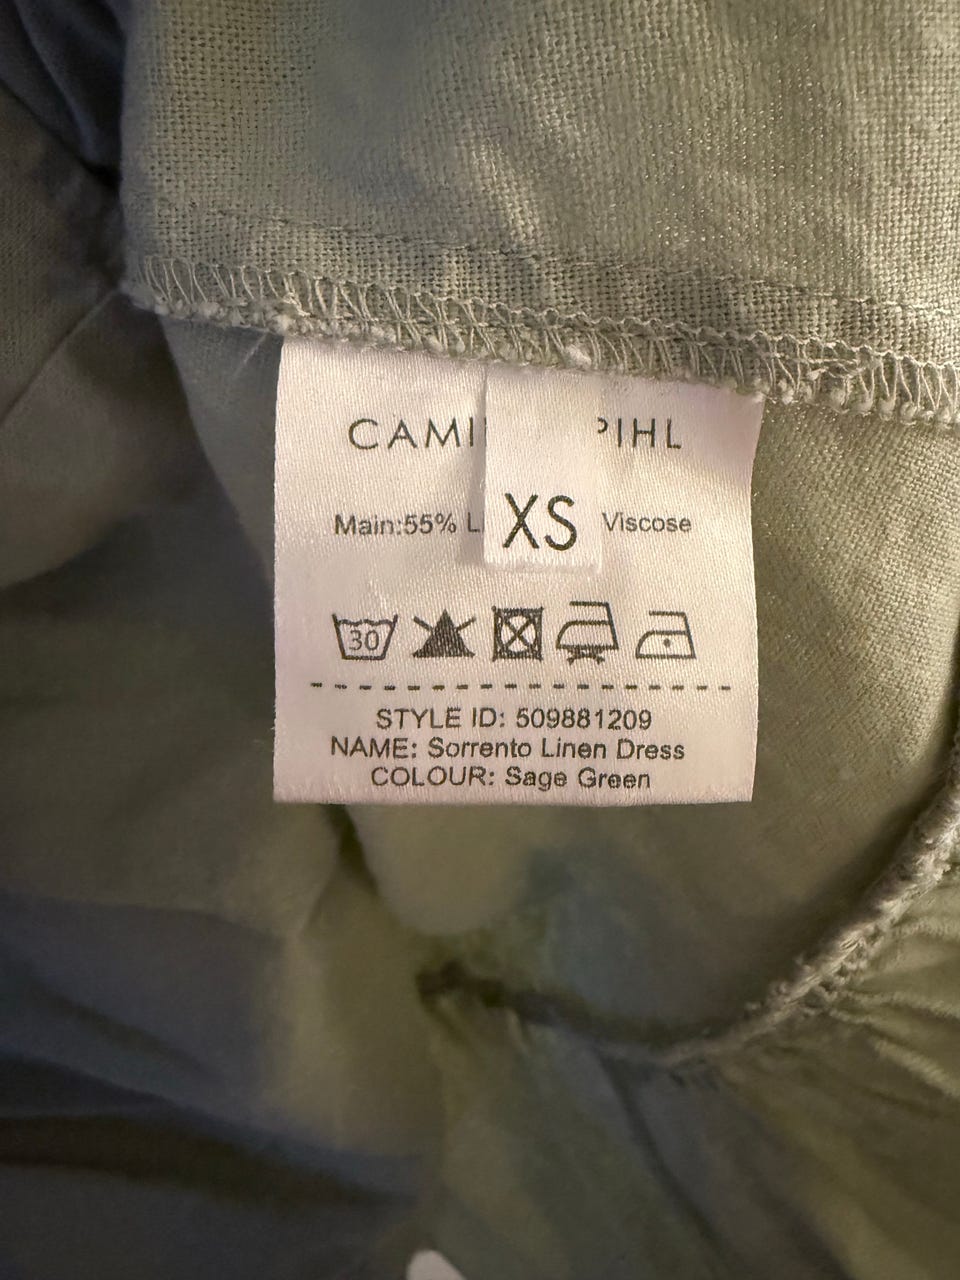 CAMI PIHL
XS
Main:55% L Viscose
30
STYLE ID: 509881209
NAME: Sorrento Linen Dress
COLOUR: Sage Green